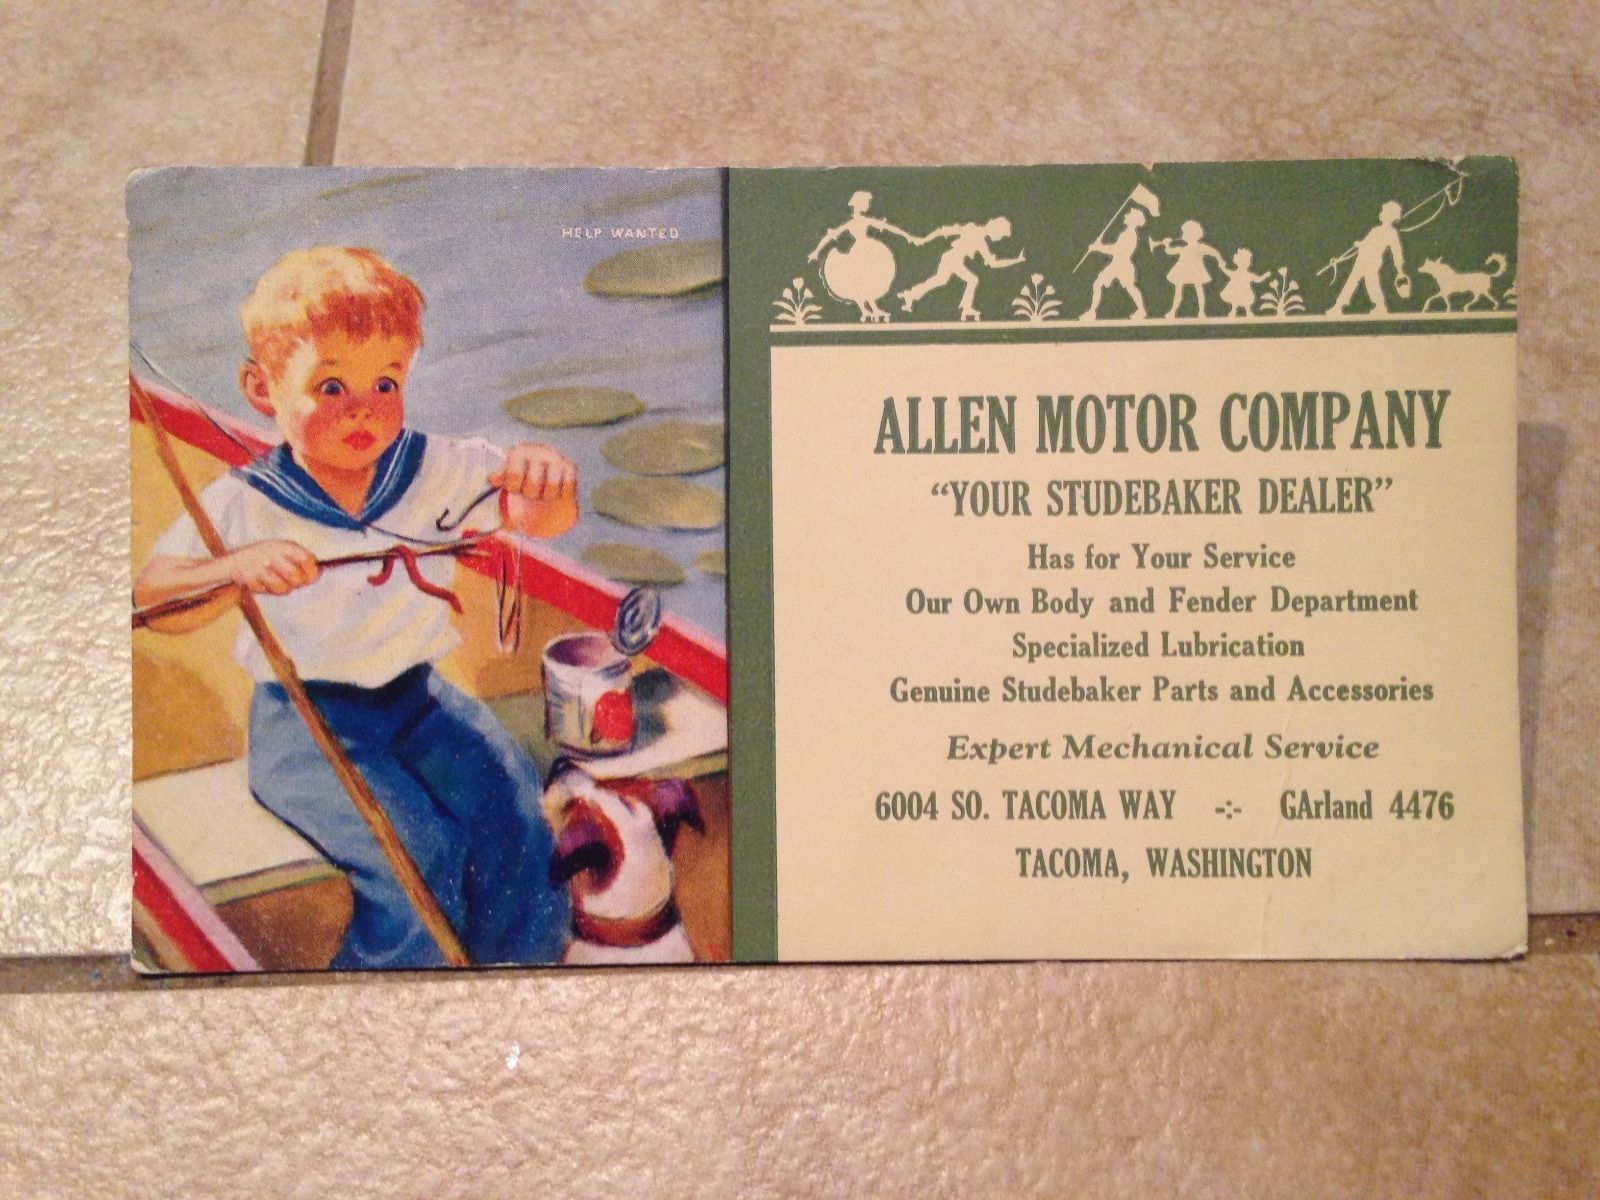 HELP WANTED
ALLEN MOTOR COMPANY
“YOUR STUDEBAKER DEALER”
Has for Your Service
Our Own Body and Fender Department
Specialized Lubrication
Genuine Studebaker Parts and Accessories
Expert Mechanical Service
6004 SO. TACOMA WAY -:- GArland 4476
TACOMA, WASHINGTON